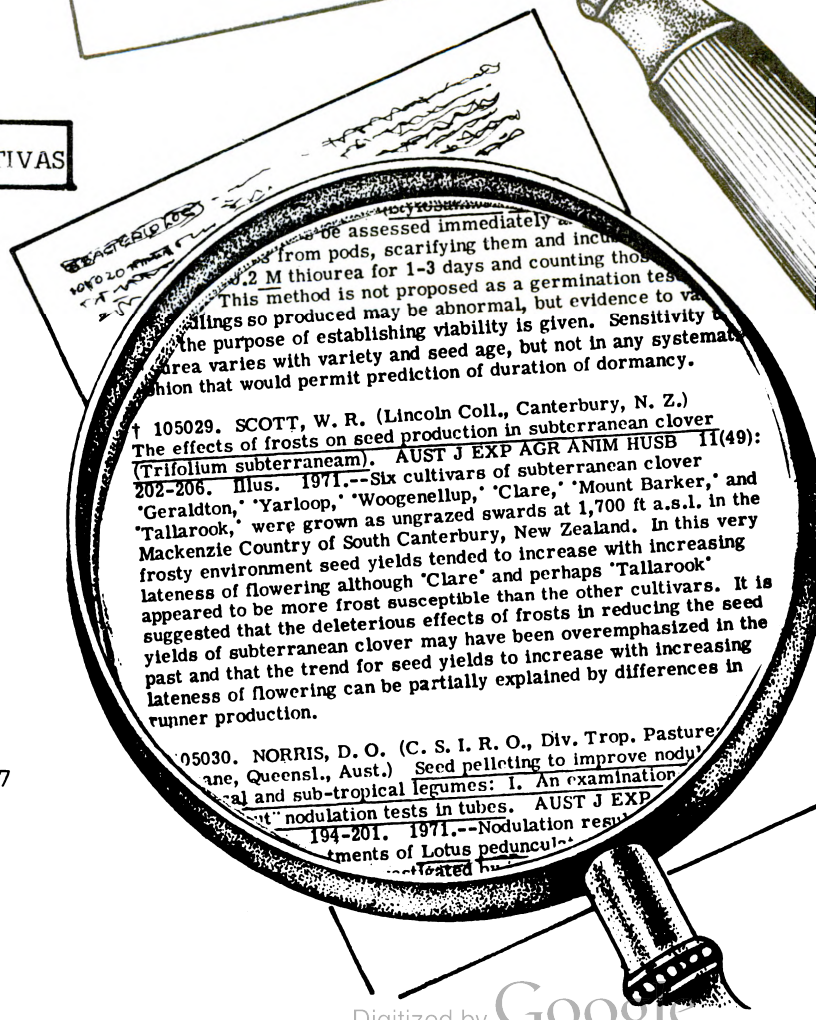 TIVAS
be assessed immediately
from pods, scarifying them and
0.2 M thiourea for 1-3 days and counting
This method is not proposed as a germination
dlings so produced may be abnormal, but evidence to
the purpose of establishing viability is given. Sensitivity
urea varies with variety and seed age, but not in any systemat
hion that would permit prediction of duration of dormancy.
† 105029. SCOTT, W. R. (Lincoln Coll., Canterbury, N. Z.)
The effects of frosts on seed production in subterranean clover
(Trifolium subterraneam). AUST J EXP AGR ANIM HUSB 11(49):
202-206. Illus. 1971.--Six cultivars of subterranean clover
'Geraldton,' 'Yarloop,' 'Woogenellup,' 'Clare,' 'Mount Barker,' and
'Tallarook,' were grown as ungrazed swards at 1,700 ft a.s.l. in the
Mackenzie Country of South Canterbury, New Zealand. In this very
frosty environment seed yields tended to increase with increasing
lateness of flowering although 'Clare' and perhaps 'Tallarook'
appeared to be more frost susceptible than the other cultivars. It is
suggested that the deleterious effects of frosts in reducing the seed
yields of subterranean clover may have been overemphasized in the
past and that the trend for seed yields to increase with increasing
lateness of flowering can be partially explained by differences in
runner production.
05030. NORRIS, D. O. (C. S. I. R. O., Div. Trop. Pasture
ane, Queensl., Aust.) Seed pelleting to improve nodu
al and sub-tropical legumes: I. An examination
ut" nodulation tests in tubes. AUST J EXP
194-201. 1971.--Nodulation resu
tments of Lotus peduncula
7
Digitized by Google